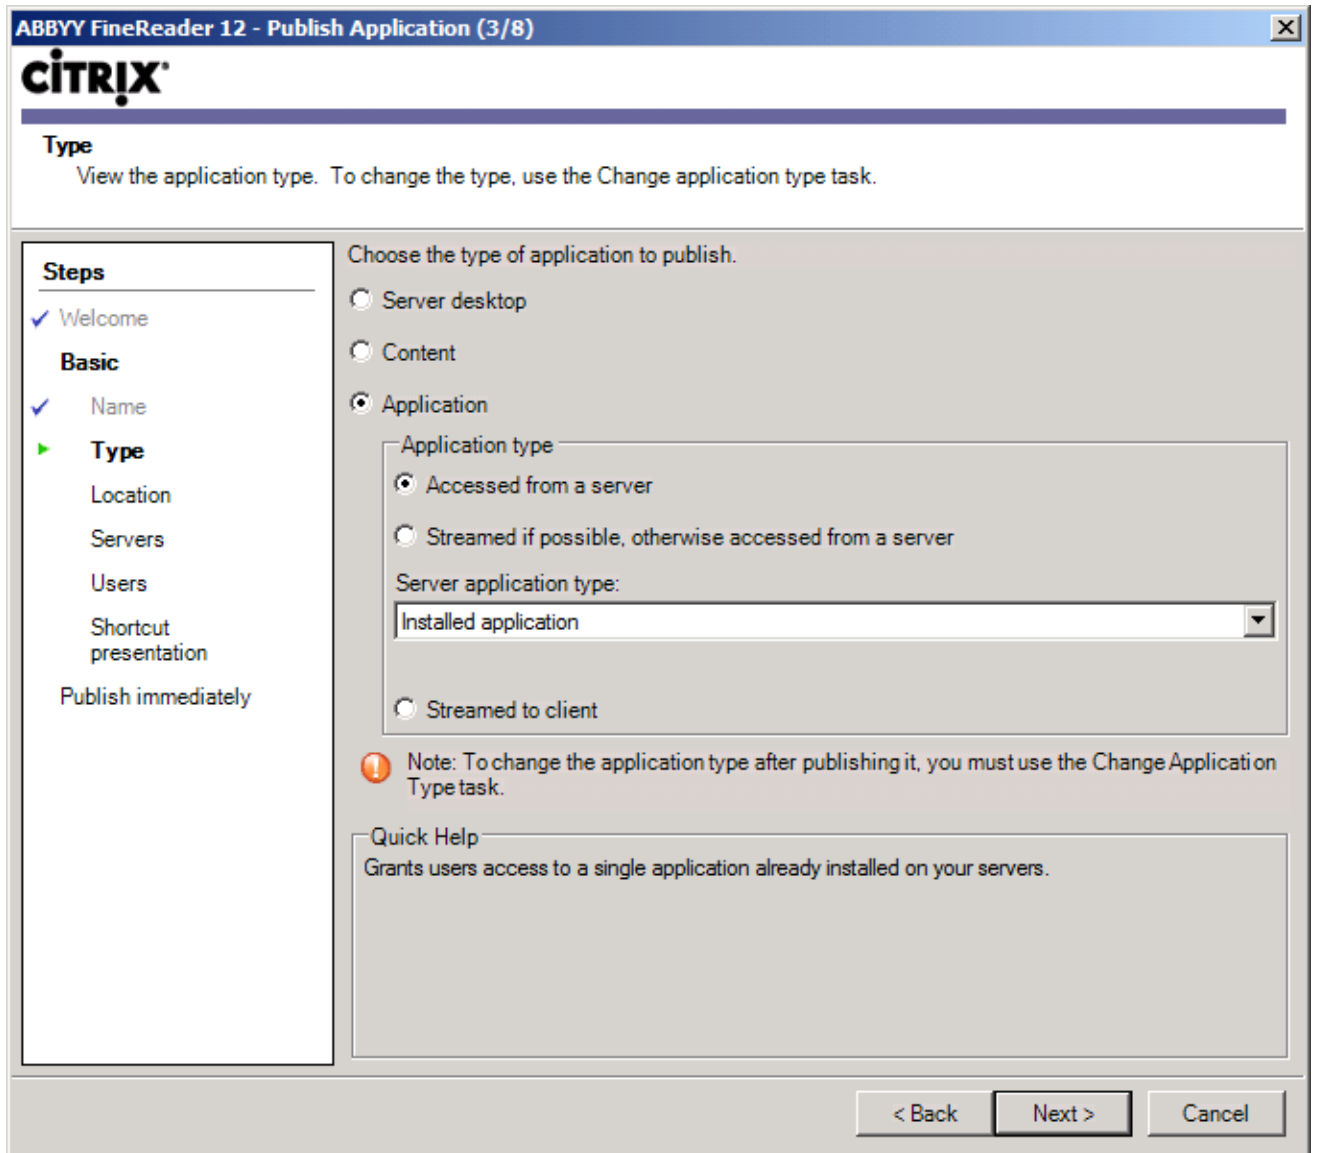 ABBYY FineReader 12 - Publish Application (3/8)
CİTRIX
Type
View the application type. To change the type, use the Change application type task.
Steps
Welcome
Basic
Name
Type
Location
Servers
Users
Shortcut
presentation
Publish immediately
Choose the type of application to publish.
Server desktop
Content
Application
Application type
Accessed from a server
Streamed if possible, otherwise accessed from a server
Server application type:
Installed application
Streamed to client
Note: To change the application type after publishing it, you must use the Change Application
Type task.
Quick Help
Grants users access to a single application already installed on your servers.
< Back
Next >
Cancel